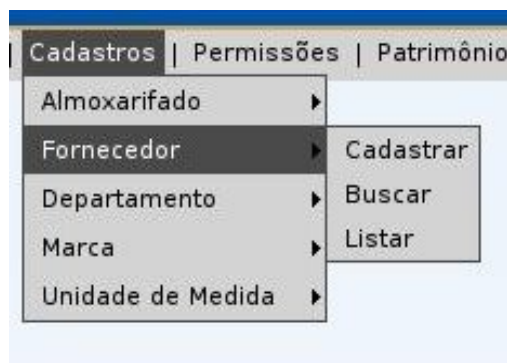 | Cadastros | Permissões | Patrimônio
Almoxarifado
Fornecedor
Cadastrar
Departamento
Buscar
Marca
Listar
Unidade de Medida